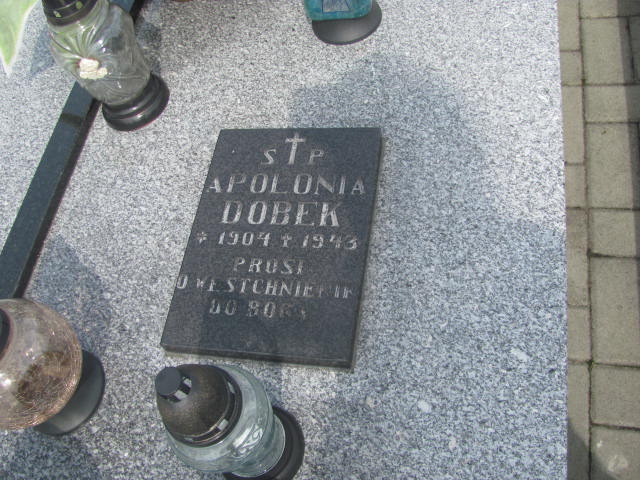 S✝P
APOLONIA
DOBEK
* 1904 ✝ 1943
PROSI
O WESTCHNIENIE
DO BOGA